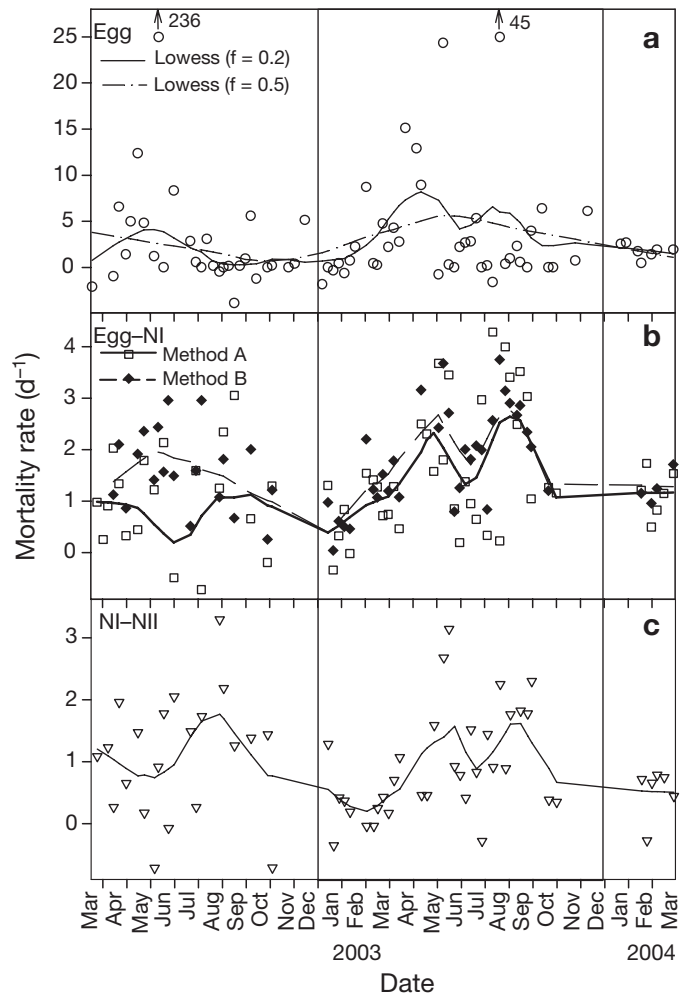 236
45
25
20
15
10
5
0
Egg
a
Lowess (f = 0.2)
Lowess (f = 0.5)
Egg–NI
b
Method A
Method B
4
3
2
1
0
Mortality rate (d⁻¹)
NI–NII
c
3
2
1
0
Mar Apr May Jun Jul Aug Sep Oct Nov Dec Jan Feb Mar Apr May Jun Jul Aug Sep Oct Nov Dec Jan Feb Mar
2003 2004
Date